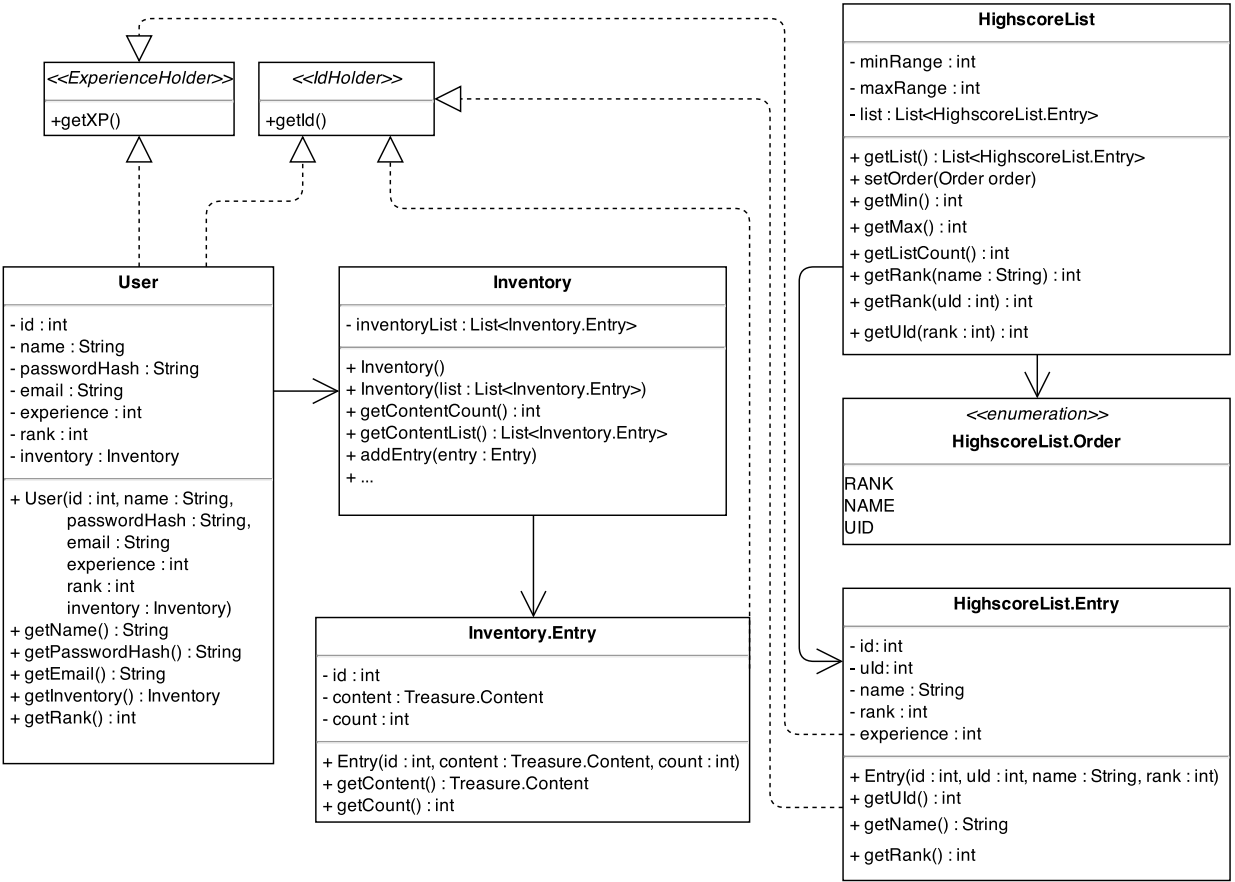 <<ExperienceHolder>>
+getXP()
<<IdHolder>>
+getId()
HighscoreList
- minRange : int
- maxRange : int
- list : List<HighscoreList.Entry>
+ getList() : List<HighscoreList.Entry>
+ setOrder(Order order)
+ getMin() : int
+ getMax() : int
+ getListCount() : int
+ getRank(name : String) : int
+ getRank(uId : int) : int
+ getUId(rank : int) : int
User
- id : int
- name : String
- passwordHash : String
- email : String
- experience : int
- rank : int
- inventory : Inventory
+ User(id : int, name : String,
passwordHash : String,
email : String
experience : int
rank : int
inventory : Inventory)
+ getName() : String
+ getPasswordHash() : String
+ getEmail() : String
+ getInventory() : Inventory
+ getRank() : int
Inventory
- inventoryList : List<Inventory.Entry>
+ Inventory()
+ Inventory(list : List<Inventory.Entry>)
+ getContentCount() : int
+ getContentList() : List<Inventory.Entry>
+ addEntry(entry : Entry)
+ ...
<<enumeration>>
HighscoreList.Order
RANK
NAME
UID
Inventory.Entry
- id : int
- content : Treasure.Content
- count : int
+ Entry(id : int, content : Treasure.Content, count : int)
+ getContent() : Treasure.Content
+ getCount() : int
HighscoreList.Entry
- id: int
- uId: int
- name : String
- rank : int
- experience : int
+ Entry(id : int, uId : int, name : String, rank : int)
+ getUId() : int
+ getName() : String
+ getRank() : int